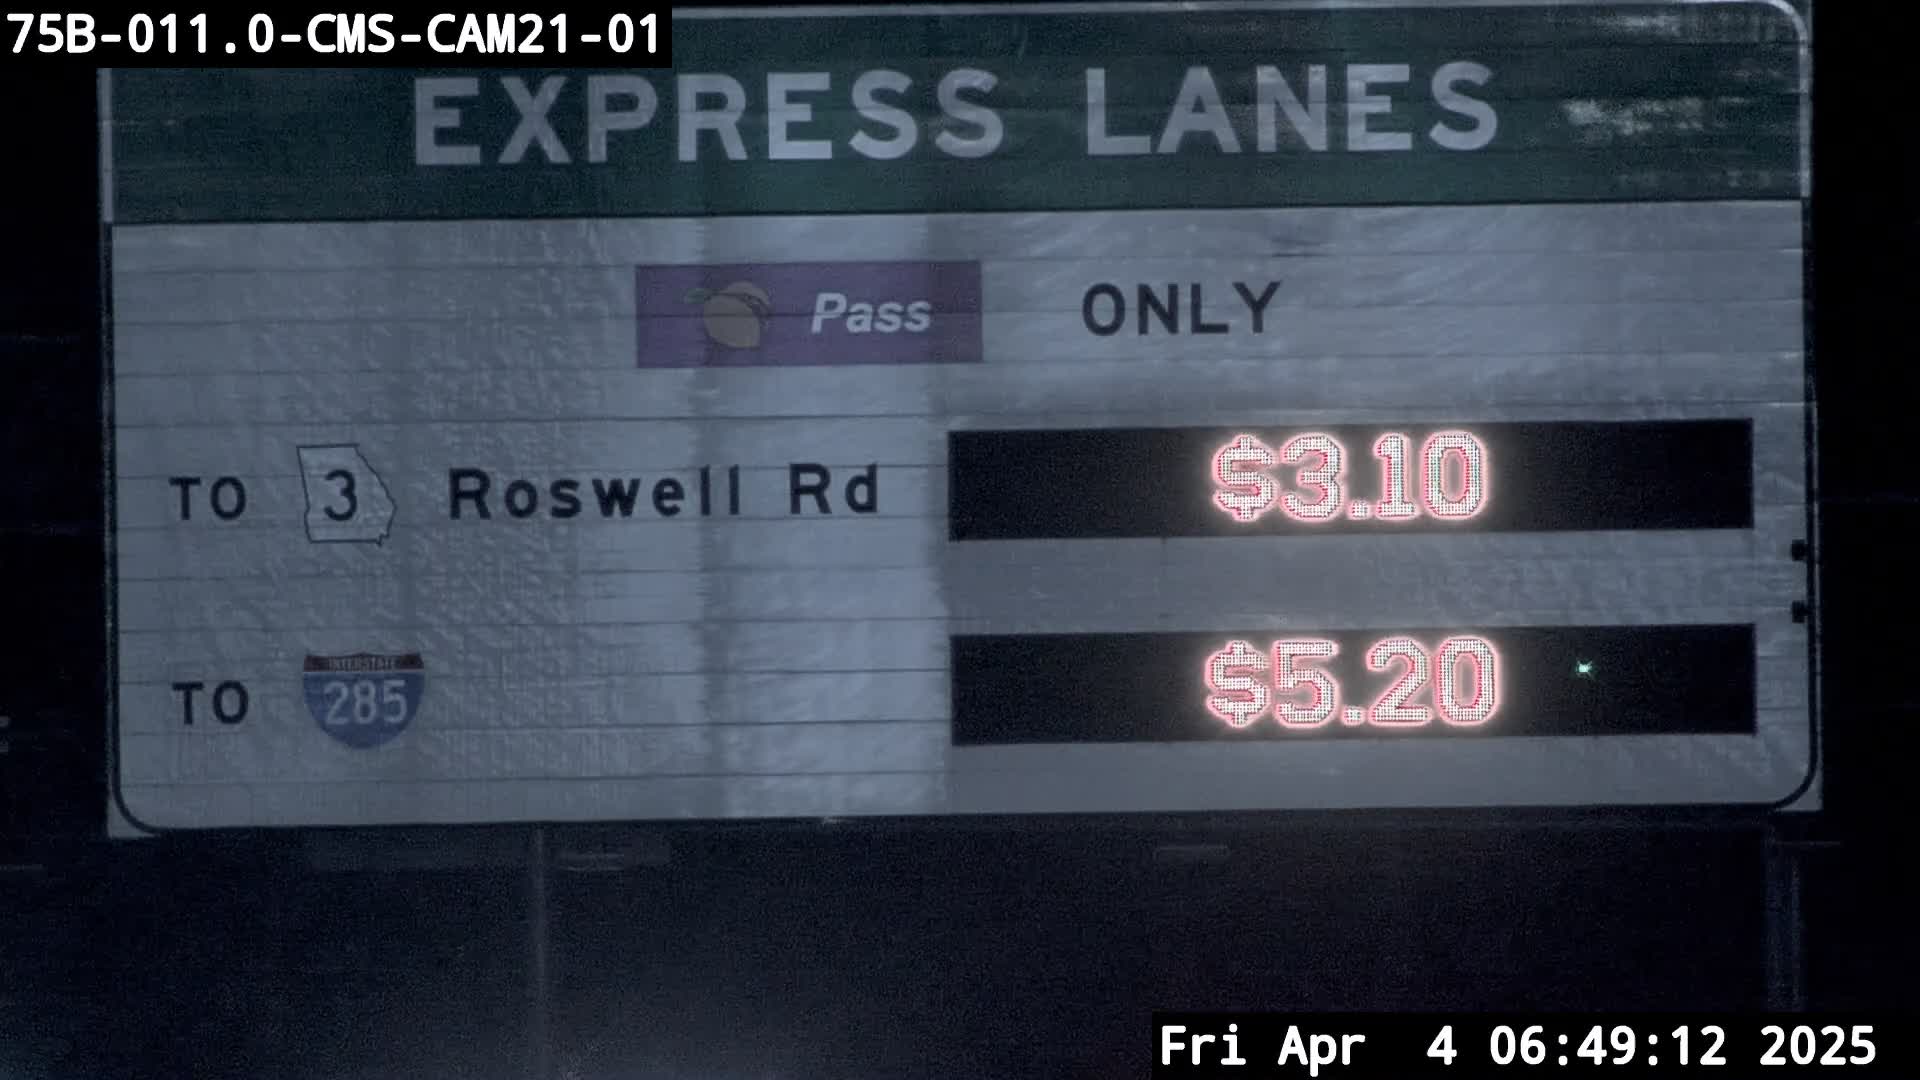 75B-011.0-CMS-CAM21-01
EXPRESS LANES
Pass ONLY
TO 3 Roswell Rd $3.10
TO INTERSTATE 285 $5.20
Fri Apr 4 06:49:12 2025